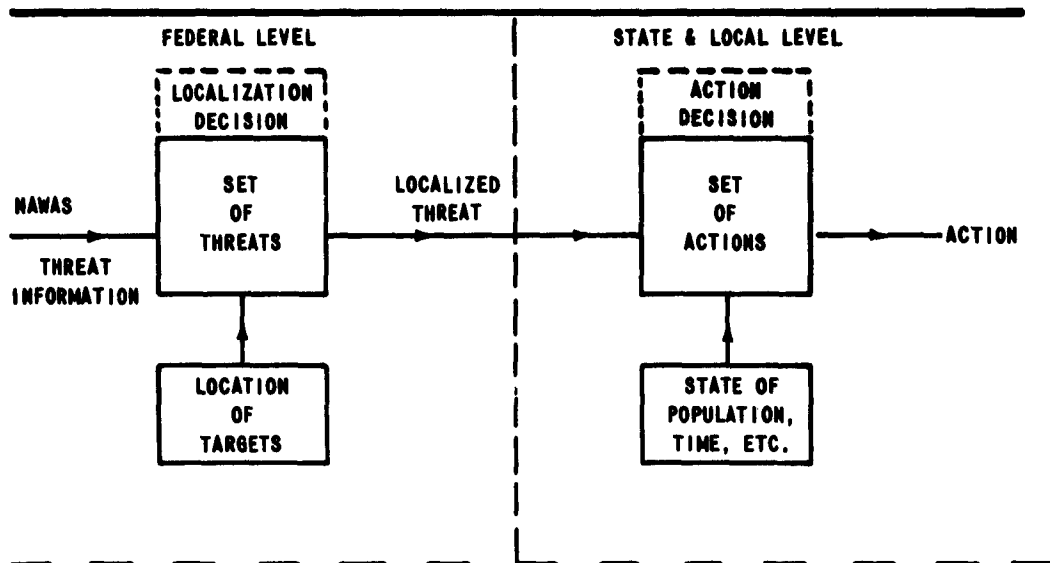 FEDERAL LEVEL
LOCALIZATION
DECISION
SET
OF
THREATS
NAWAS
THREAT
INFORMATION
LOCATION
OF
TARGETS
LOCALIZED
THREAT
STATE & LOCAL LEVEL
ACTION
DECISION
SET
OF
ACTIONS
STATE OF
POPULATION,
TIME, ETC.
ACTION